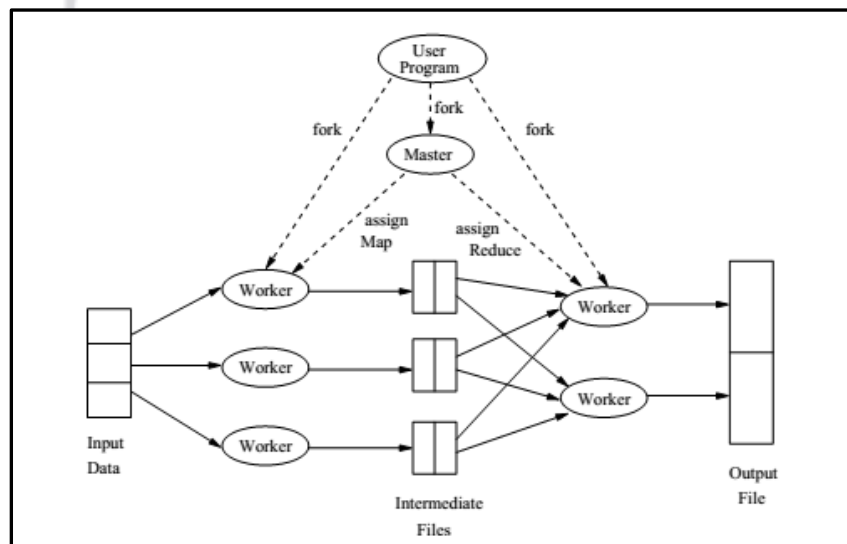 User
Program
fork
fork
fork
Master
assign
Map
assign
Reduce
Worker
Worker
Worker
Worker
Worker
Input
Data
Intermediate
Files
Output
File